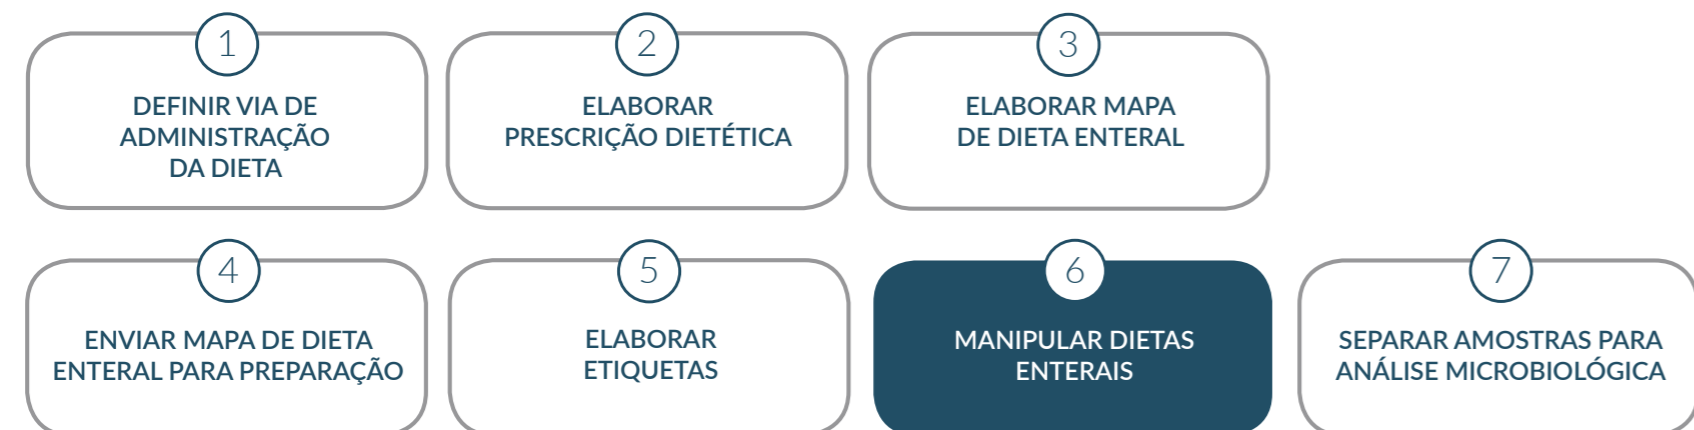 1
DEFINIR VIA DE
ADMINISTRAÇÃO
DA DIETA
2
ELABORAR
PRESCRIÇÃO DIETÉTICA
3
ELABORAR MAPA
DE DIETA ENTERAL
4
ENVIAR MAPA DE DIETA
ENTERAL PARA PREPARAÇÃO
5
ELABORAR
ETIQUETAS
6
MANIPULAR DIETAS
ENTERAIS
7
SEPARAR AMOSTRAS PARA
ANÁLISE MICROBIOLÓGICA